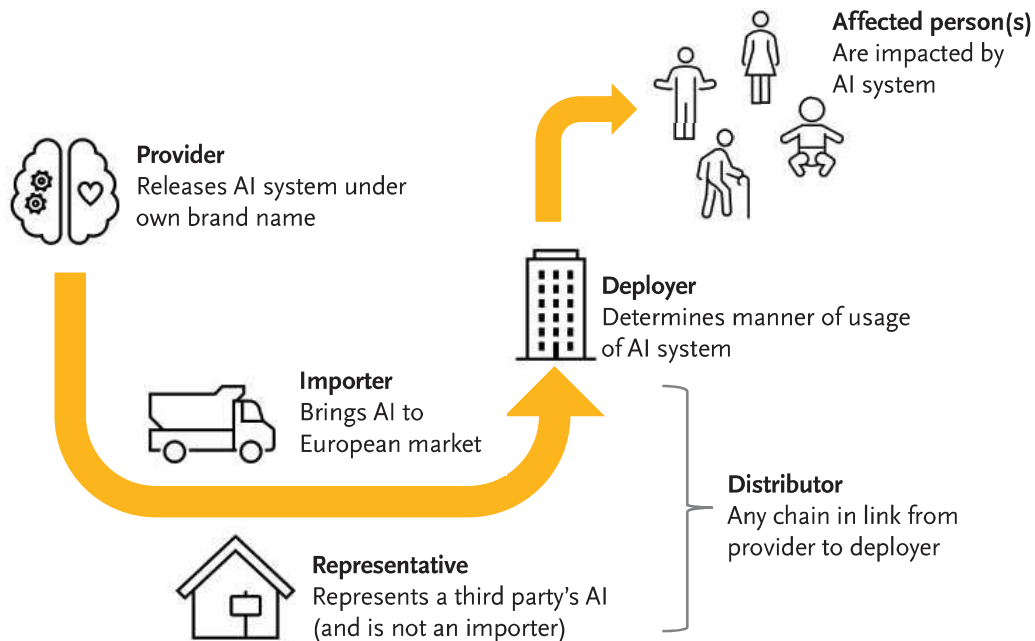 Affected person(s)
Are impacted by
AI system
Provider
Releases AI system under
own brand name
Deployer
Determines manner of usage
of AI system
Importer
Brings AI to
European market
Distributor
Any chain in link from
provider to deployer
Representative
Represents a third party’s AI
(and is not an importer)